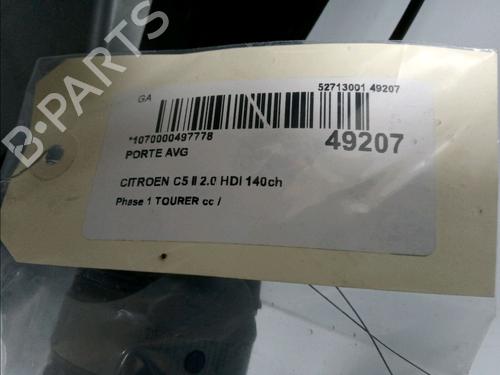 GA
52713001 49207
*1070000497778
49207
PORTE AVG
CITROEN C5 II 2.0 HDI 140ch
Phase 1 TOURER cc /
B-PARTS